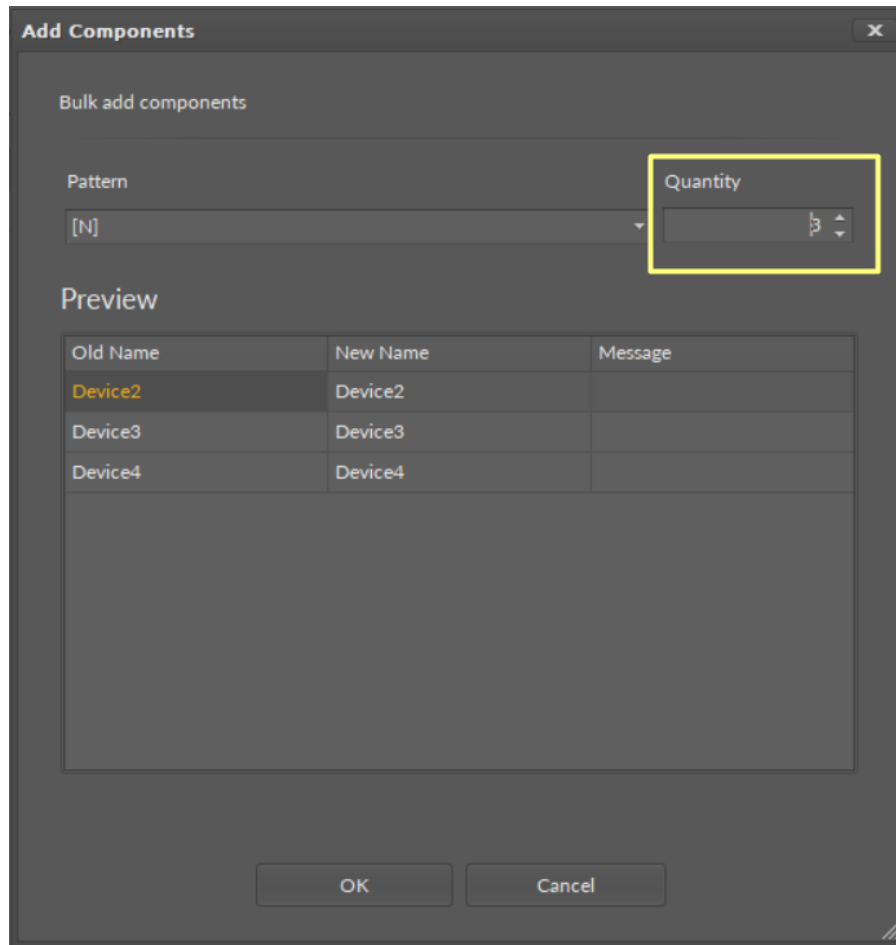 Add Components
Bulk add components
Pattern Quantity
[N] 3
Preview
Old Name New Name Message
Device2 Device2
Device3 Device3
Device4 Device4
OK Cancel